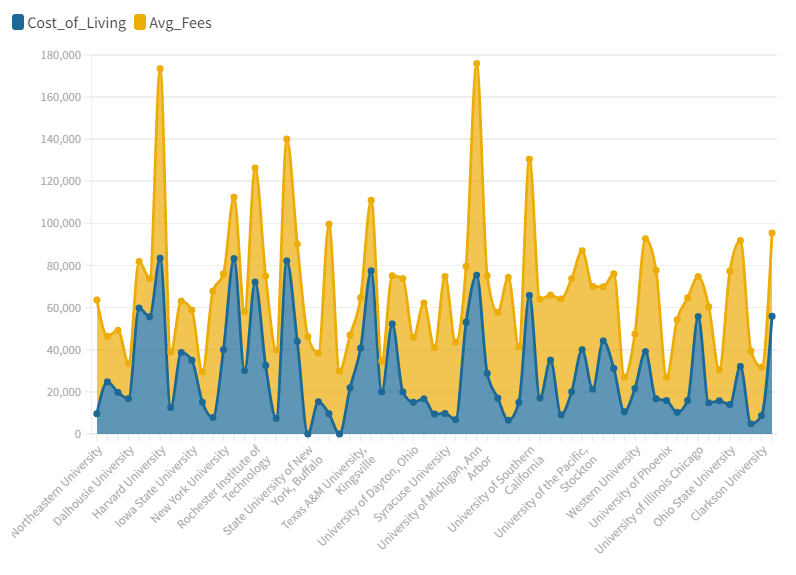 Cost_of_Living Avg_Fees
180,000
160,000
140,000
120,000
100,000
80,000
60,000
40,000
20,000
0
Northeastern University
Dalhousie University
Harvard University
Iowa State University
New York University
Rochester Institute of
Technology
State University of New
York, Buffalo
Texas A&M University,
Kingsville
University of Dayton, Ohio
Syracuse University
University of Michigan, Ann
Arbor
University of Southern
California
University of the Pacific,
Stockton
Western University
University of Phoenix
University of Illinois Chicago
Ohio State University
Clarkson University